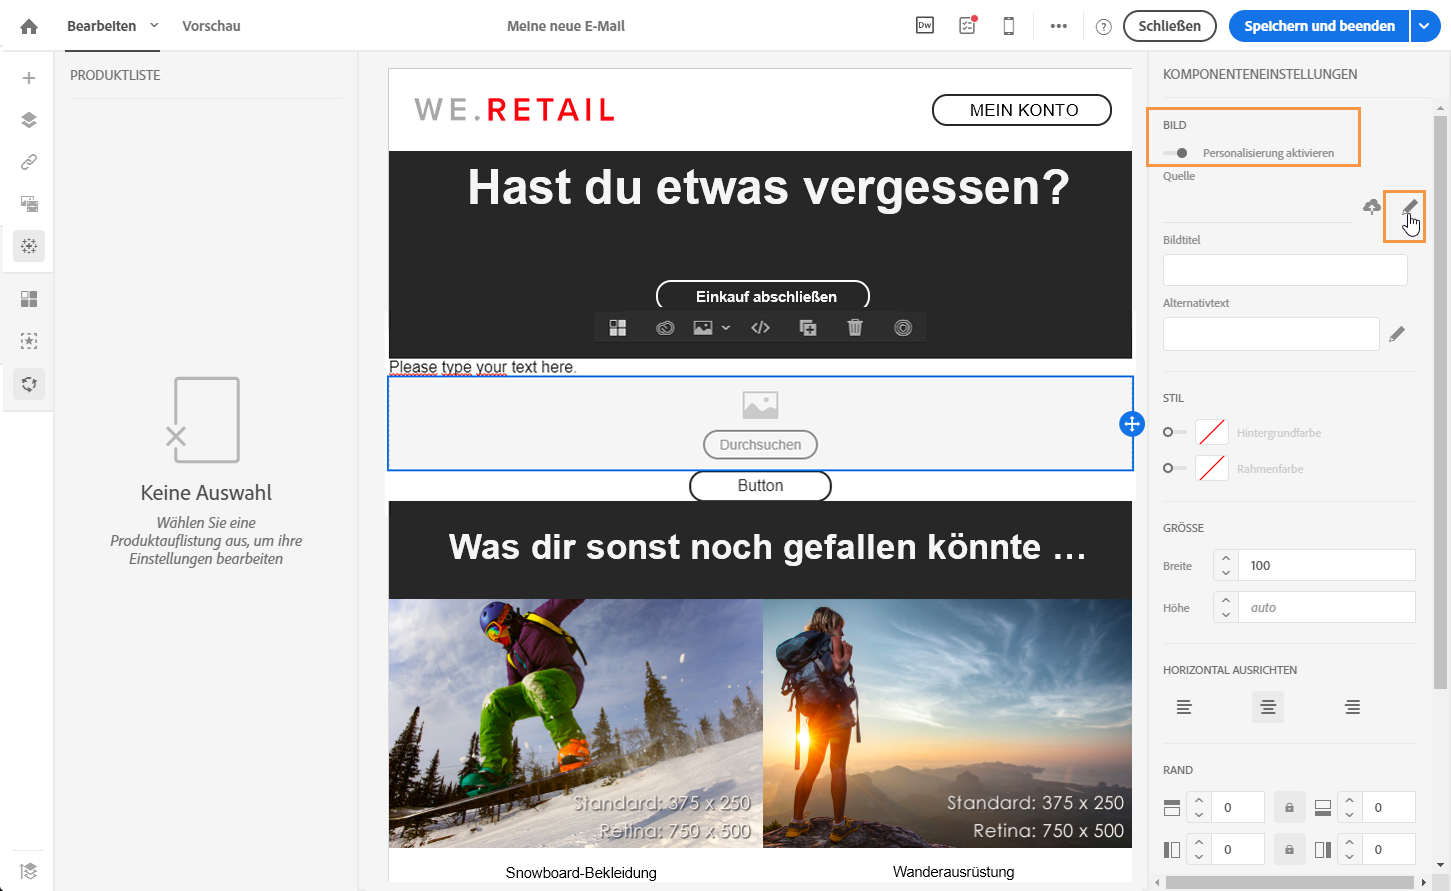 Bearbeiten
Vorschau
Meine neue E-Mail
Dw
?
Schließen
Speichern und beenden
PRODUKTLISTE
Keine Auswahl
Wählen Sie eine
Produktauflistung aus, um ihre
Einstellungen bearbeiten
WE.RETAIL
MEIN KONTO
Hast du etwas vergessen?
Einkauf abschließen
Please type your text here.
Durchsuchen
Button
Was dir sonst noch gefallen könnte ...
Standard: 375 x 250
Retina: 750 x 500
Standard: 375 x 250
Retina: 750 x 500
Snowboard-Bekleidung
Wanderausrüstung
KOMPONENTENEINSTELLUNGEN
BILD
Personalisierung aktivieren
Quelle
Bildtitel
Alternativtext
STIL
Hintergrundfarbe
Rahmenfarbe
GRÖSSE
Breite
100
Höhe
auto
HORIZONTAL AUSRICHTEN
RAND
0
0
0
0